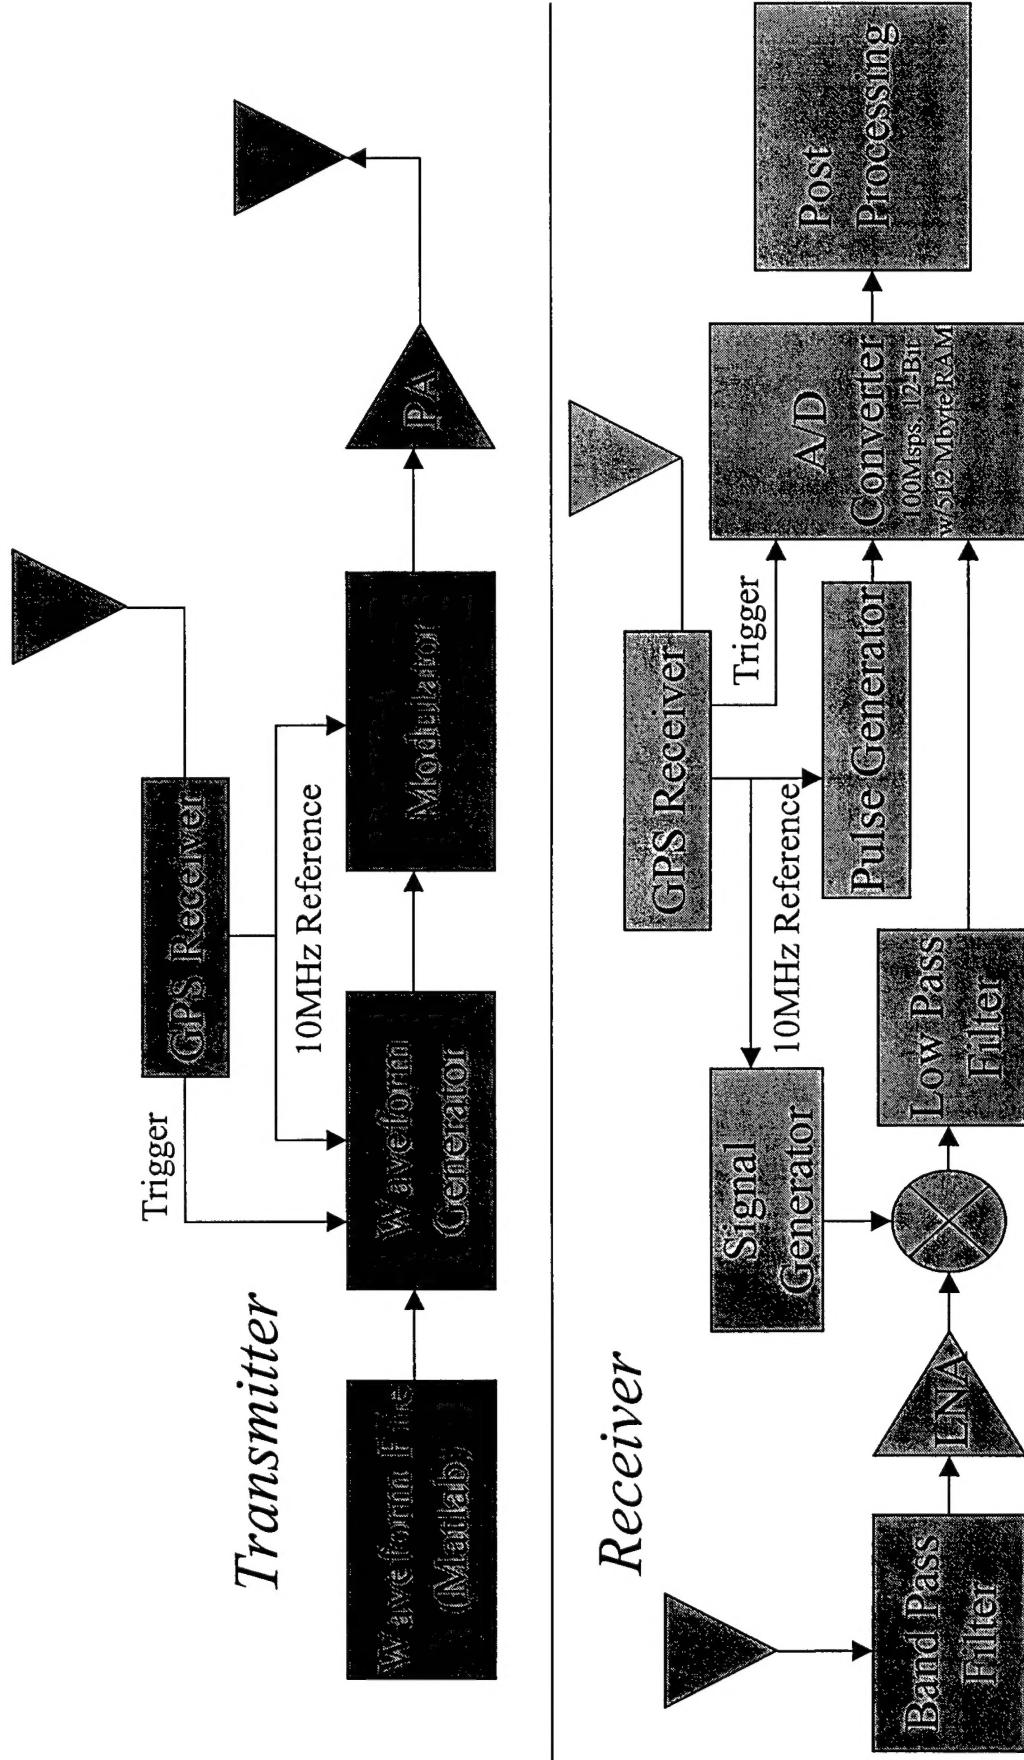 Transmitter
Trigger
GPS Receiver
10MHz Reference
Waveform File
(Matlab)
Waveform
Generator
Modulator
PA
Receiver
GPS Receiver
Trigger
10MHz Reference
Signal
Generator
Pulse Generator
Band Pass
Filter
LNA
Low Pass
Filter
A/D
Converter
100Msps, 12-Bit
w/512 Mbyte RAM
Post
Processing